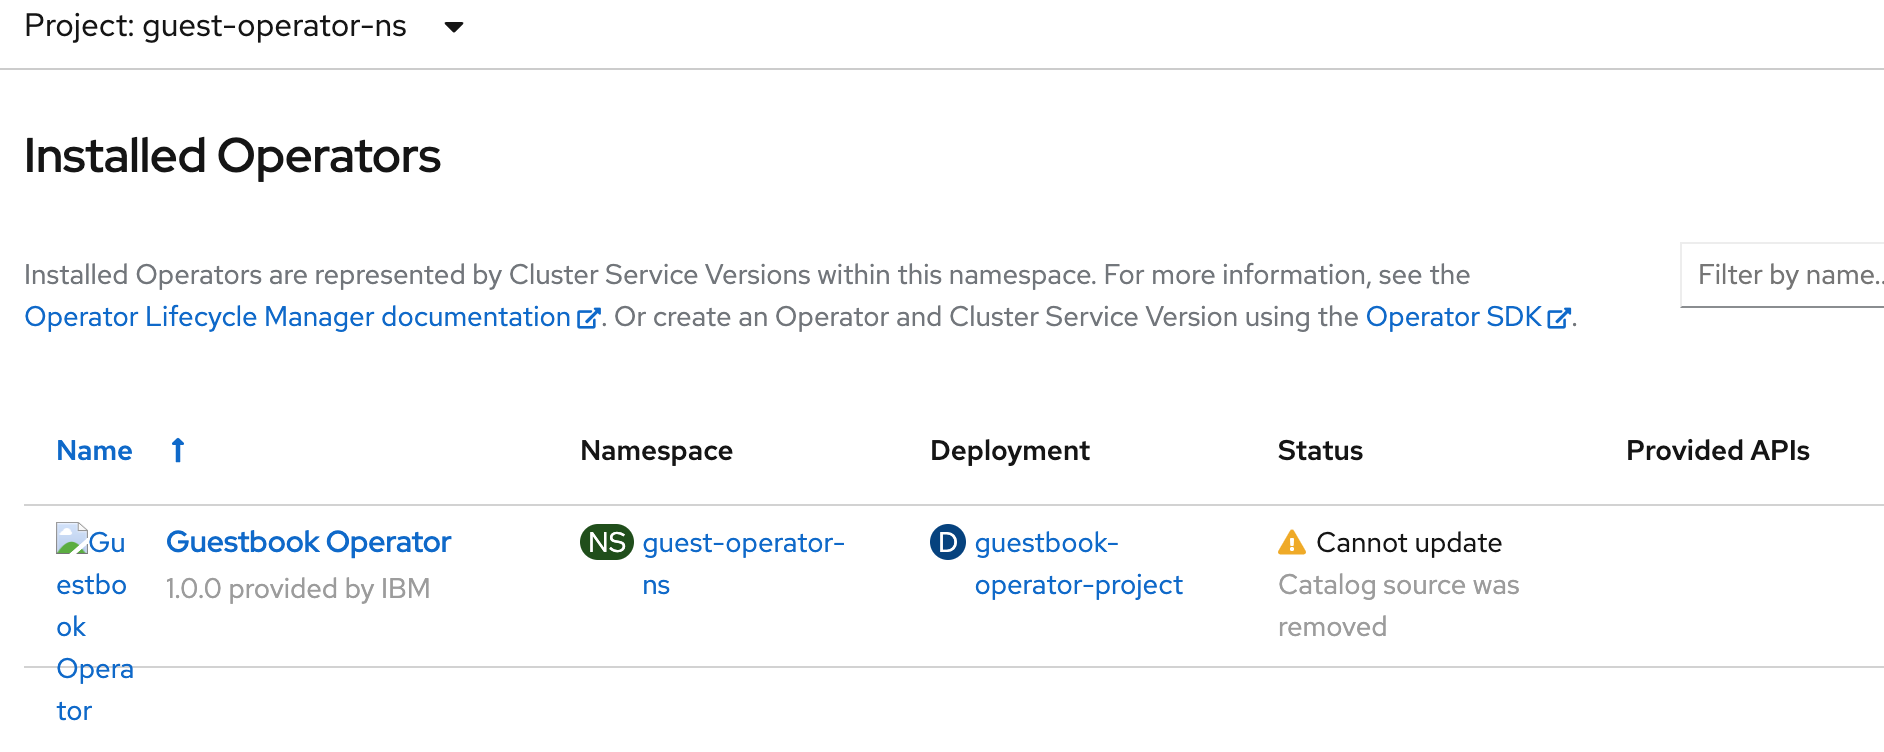 Project: guest-operator-ns
Installed Operators
Installed Operators are represented by Cluster Service Versions within this namespace. For more information, see the
Operator Lifecycle Manager documentation. Or create an Operator and Cluster Service Version using the Operator SDK.
Filter by name...
Name Namespace Deployment Status Provided APIs
Guestbook Operator
Guestbook Operator
1.0.0 provided by IBM
NS guest-operator-
ns
D guestbook-
operator-project
Cannot update
Catalog source was
removed